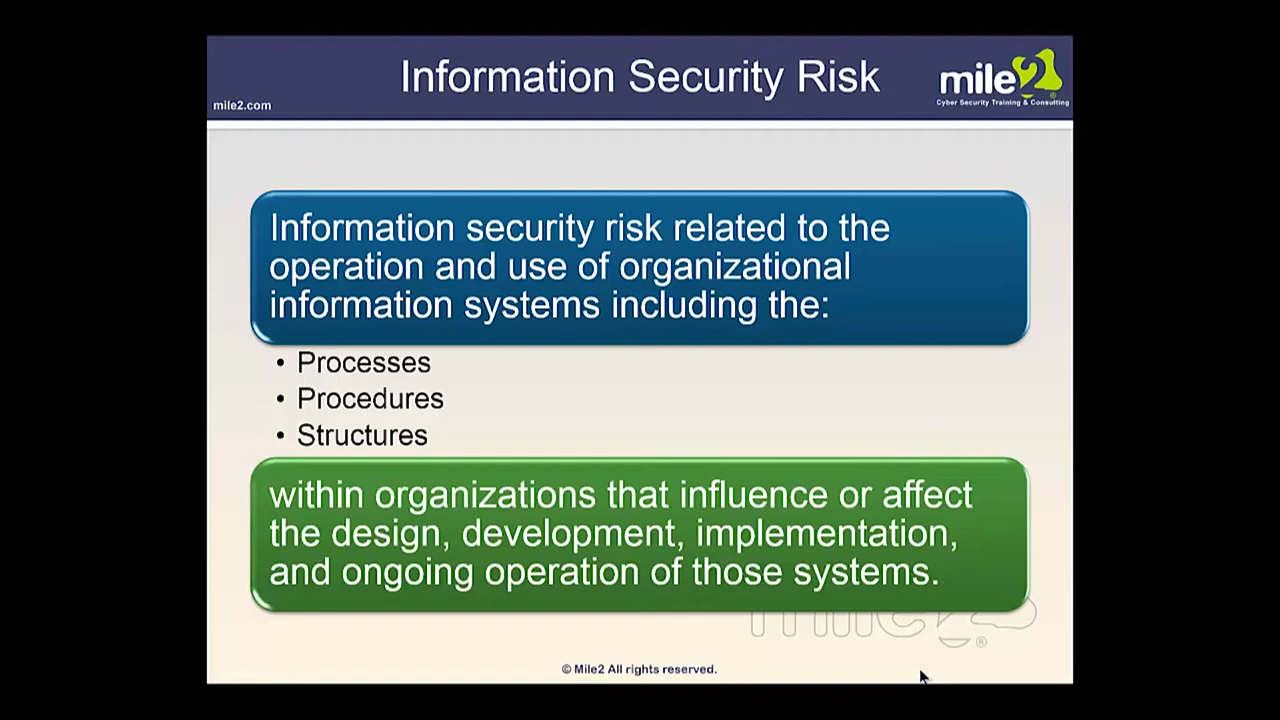 Information Security Risk
mile2.com
mile2
®
Cyber Security Training & Consulting
Information security risk related to the
operation and use of organizational
information systems including the:
• Processes
• Procedures
• Structures
within organizations that influence or affect
the design, development, implementation,
and ongoing operation of those systems.
mile2
®
© Mile2 All rights reserved.